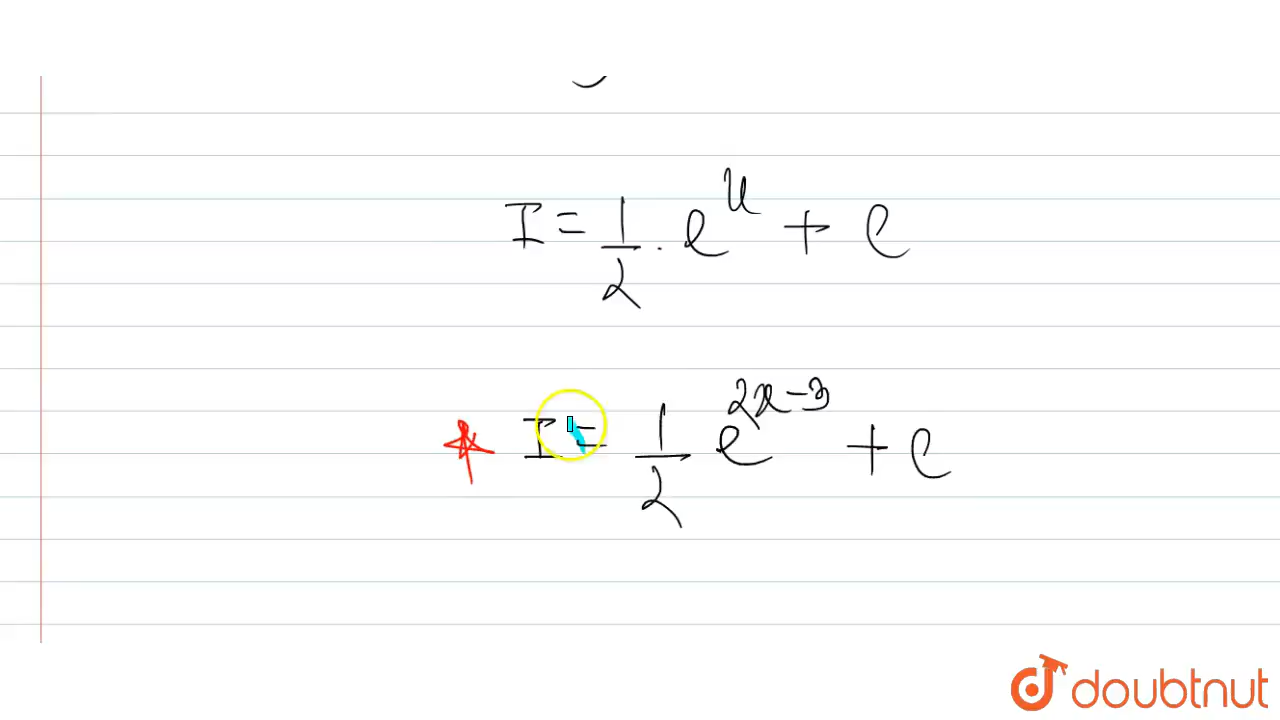 I = 1/2 . e^u + c
* I = 1/2 e^{2x-3} + c
doubtnut